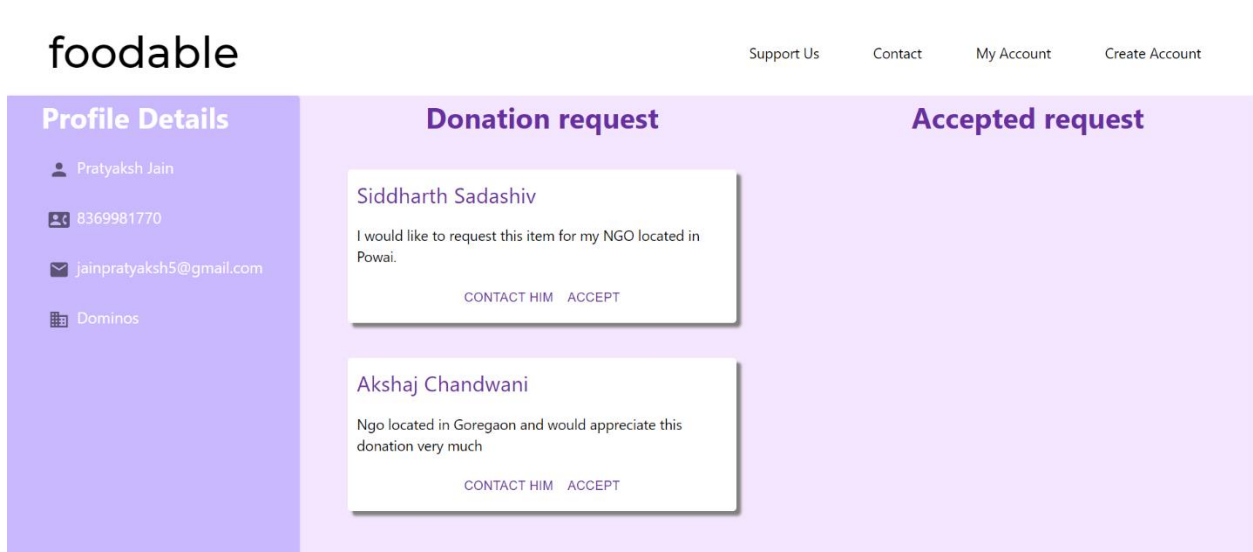 foodable
Support Us
Contact
My Account
Create Account
Profile Details
Pratyaksh Jain
8369981770
jainpratyaksh5@gmail.com
Dominos
Donation request
Siddharth Sadashiv
I would like to request this item for my NGO located in
Powai.
CONTACT HIM ACCEPT
Akshaj Chandwani
Ngo located in Goregaon and would appreciate this
donation very much
CONTACT HIM ACCEPT
Accepted request